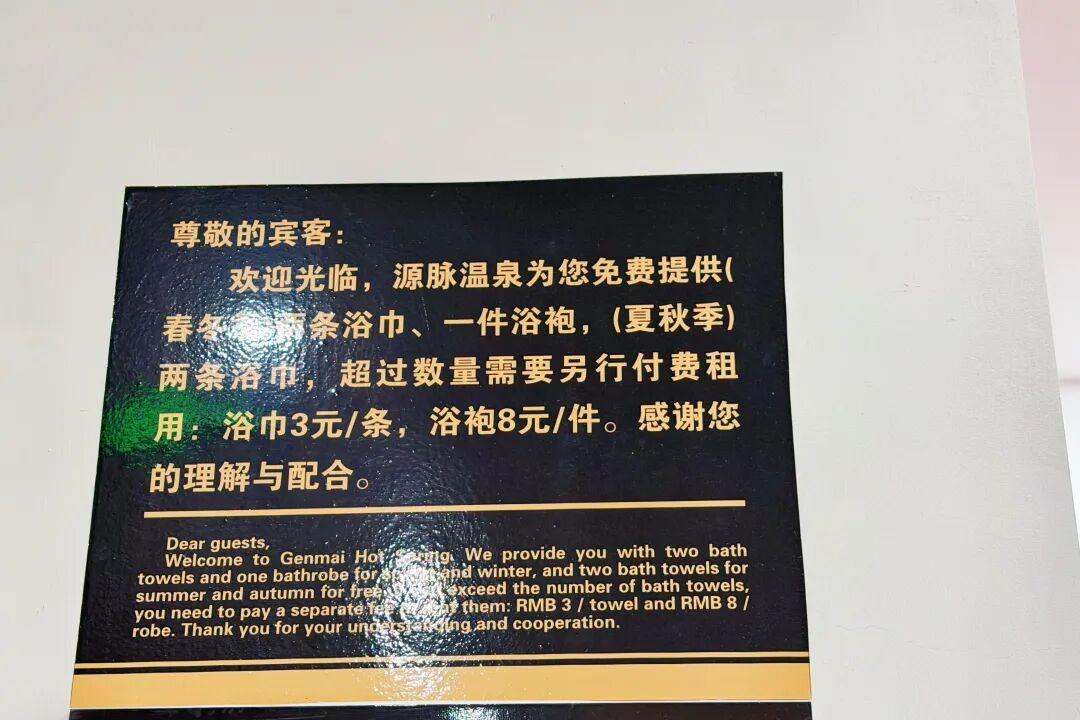 尊敬的宾客：
欢迎光临，源脉温泉为您免费提供(
春冬 两条浴巾、一件浴袍，(夏秋季)
两条浴巾，超过数量需要另行付费租
用：浴巾3元/条，浴袍8元/件。感谢您
的理解与配合。
Dear guests,
Welcome to Genmai Hot Spring. We provide you with two bath
towels and one bathrobe for spring and winter, and two bath towels for
summer and autumn for free. exceed the number of bath towels,
you need to pay a separate fee them: RMB 3 / towel and RMB 8 /
robe. Thank you for your understanding and cooperation.